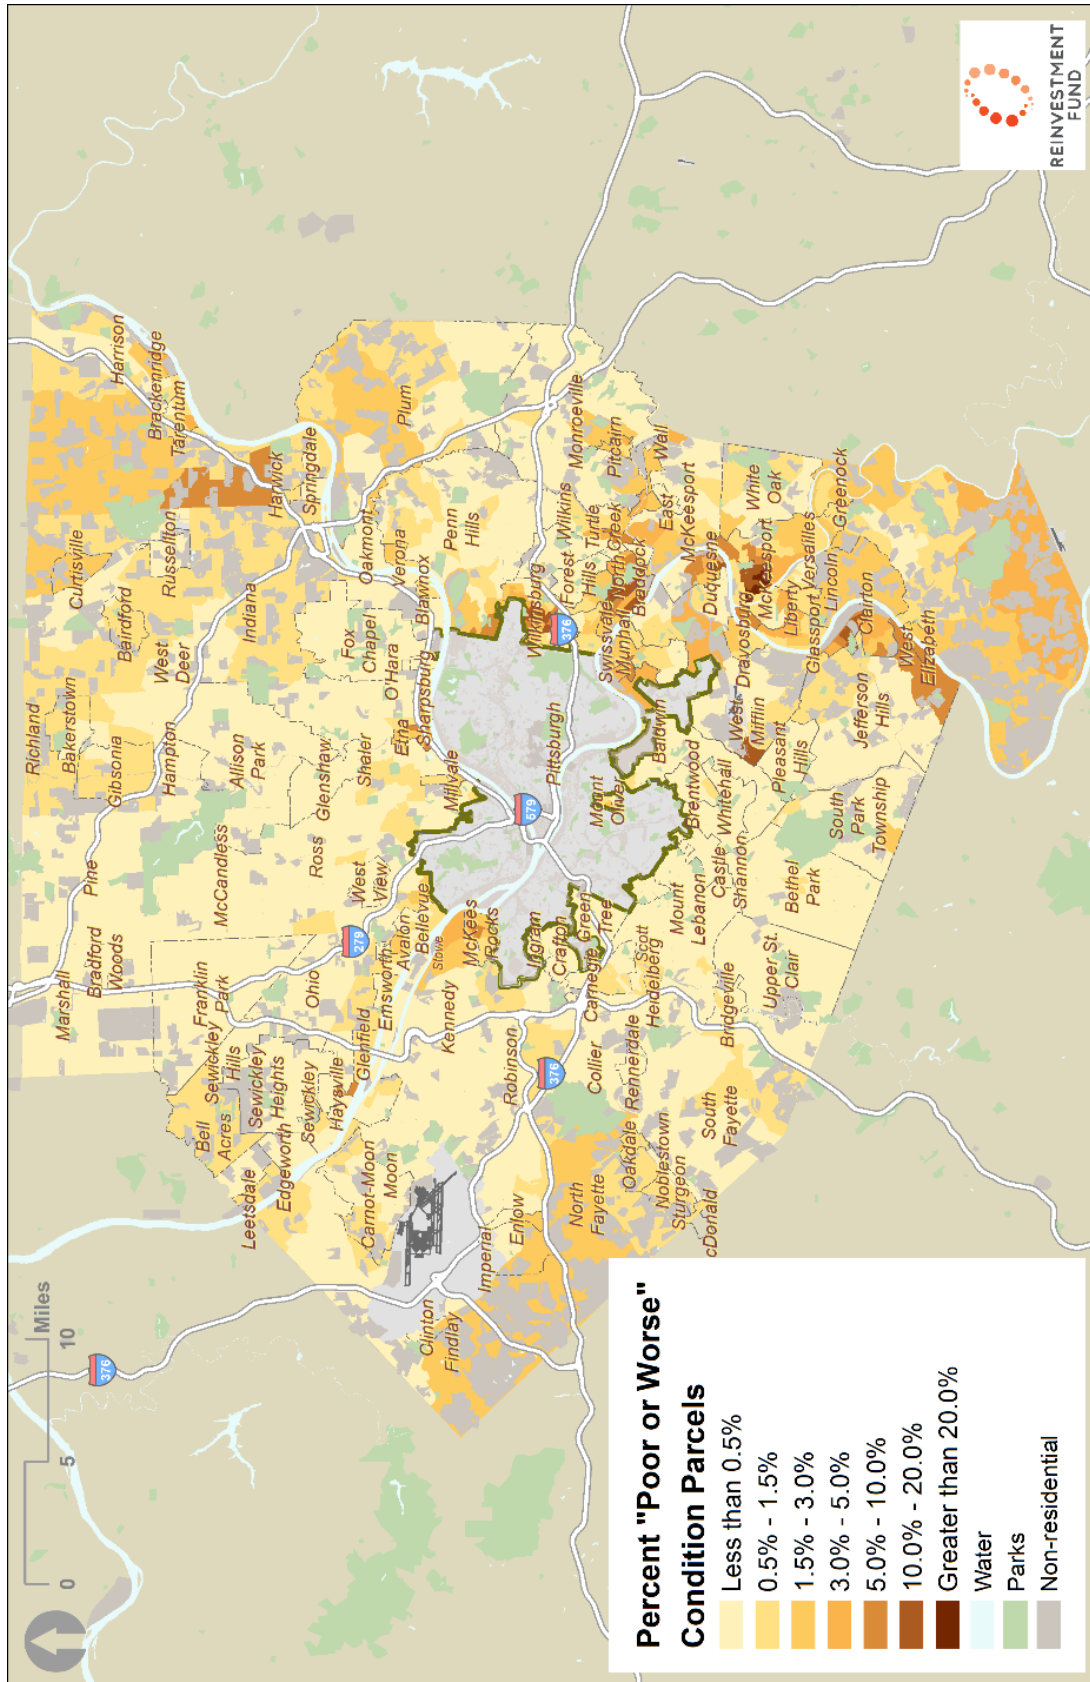 0
5
10
Miles
376
Marshall
Bradford
Woods
Pine
Richland
Bakerstown
Gibsonia
Hampton
Curtisville
Bairdford
West
Deer
Russellton
Harrison
Brackenridge
Tarentum
Bell
Acres
Sewickley
Hills
Franklin
Park
McCandless
Allison
Park
Indiana
Harwick
Springdale
Leetsdale
Edgeworth
Sewickley
Heights
Sewickley
Haysville
Glenfield
Ohio
279
Emsworth
Avalon
Bellevue
West
View
Ross
Glenshaw
Shaler
Etna
Millvale
Sharpsburg
O'Hara
Fox
Chapel
Blawnox
Oakmont
Verona
Plum
Carnot-Moon
Moon
Clinton
Findlay
Imperial
Enlow
Kennedy
Stowe
McKees
Rocks
Robinson
376
Ingram
Crafton
Green
Tree
579
Pittsburgh
Mount
Oliver
Penn
Hills
Wilkinsburg
376
Forest
Hills
Wilkins
Turtle
Creek
Monroeville
Pitcairn
Wall
North
Braddock
East
McKeesport
Swissvale
Munhall
North
Fayette
Oakdale
Rennerdale
Collier
Carnegie
Scott
Heidelberg
Noblestown
Sturgeon
cDonald
South
Fayette
Bridgeville
Upper St.
Clair
Mount
Lebanon
Castle
Shannon
Bethel
Park
Brentwood
Whitehall
Baldwin
West
Mifflin
Pleasant
Hills
Dravosburg
Duquesne
McKeesport
White
Oak
Liberty
Versailles
Glassport
Lincoln
Greenock
Clairton
West
Elizabeth
Jefferson
Hills
South
Park
Township
Percent "Poor or Worse"
Condition Parcels
Less than 0.5%
0.5% - 1.5%
1.5% - 3.0%
3.0% - 5.0%
5.0% - 10.0%
10.0% - 20.0%
Greater than 20.0%
Water
Parks
Non-residential
REINVESTMENT
FUND